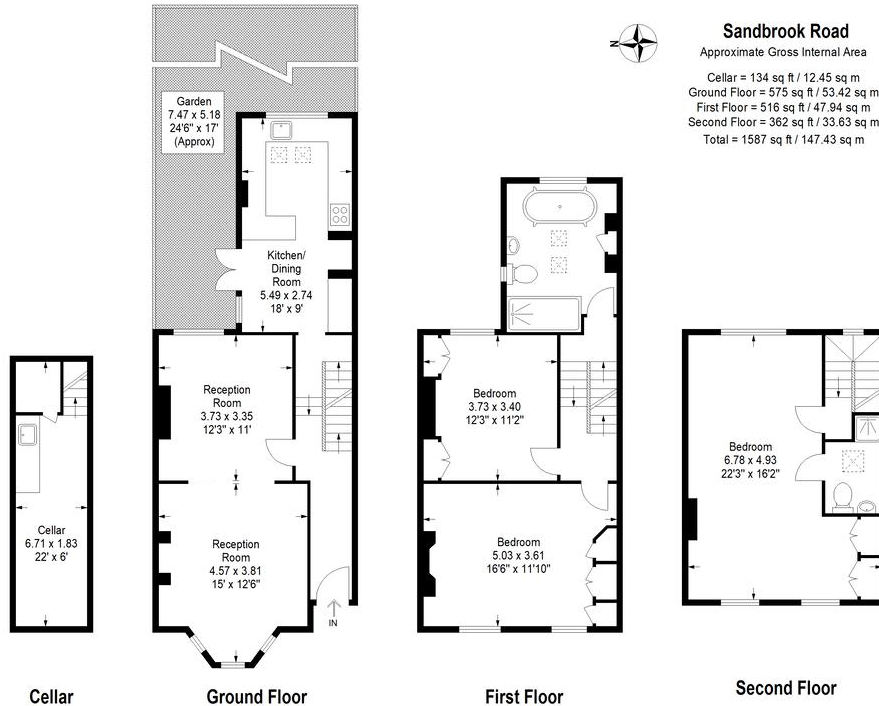 Sandbrook Road
Approximate Gross Internal Area
Cellar = 134 sq ft / 12.45 sq m
Ground Floor = 575 sq ft / 53.42 sq m
First Floor = 516 sq ft / 47.94 sq m
Second Floor = 362 sq ft / 33.63 sq m
Total = 1587 sq ft / 147.43 sq m
N
Garden
7.47 x 5.18
24'6" x 17'
(Approx)
Kitchen/
Dining
Room
5.49 x 2.74
18' x 9'
Reception
Room
3.73 x 3.35
12'3" x 11'
Reception
Room
4.57 x 3.81
15' x 12'6"
IN
Cellar
6.71 x 1.83
22' x 6'
Bedroom
3.73 x 3.40
12'3" x 11'2"
Bedroom
5.03 x 3.61
16'6" x 11'10"
Bedroom
6.78 x 4.93
22'3" x 16'2"
Cellar
Ground Floor
First Floor
Second Floor